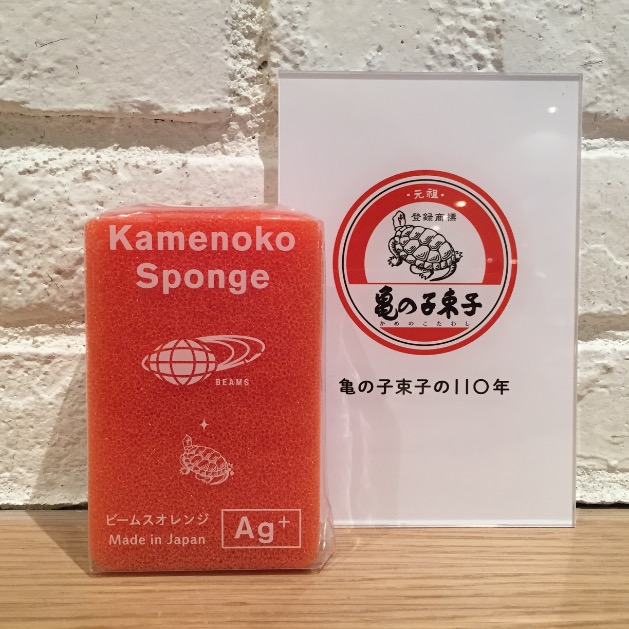 Kamenoko
Sponge
BEAMS
ビームスオレンジ
Made in Japan
Ag+
・元祖・
登録商標
亀の子束子
かめのこたわし
亀の子束子の110年